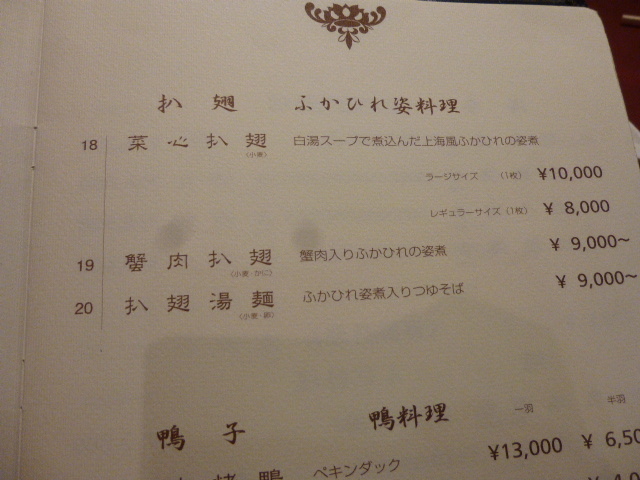 扒翅 ふかひれ姿料理
18 菜心扒翅 白湯スープで煮込んだ上海風ふかひれの姿煮
(小麦)
ラージサイズ (1枚) ¥10,000
レギュラーサイズ (1枚) ¥ 8,000
19 蟹肉扒翅 蟹肉入りふかひれの姿煮 ¥ 9,000~
(小麦・かに)
20 扒翅湯麺 ふかひれ姿煮入りつゆそば ¥ 9,000~
(小麦・卵)
鴨子 鴨料理 一羽 半羽
鴨 ペキンダック ¥13,000 ¥ 6,50